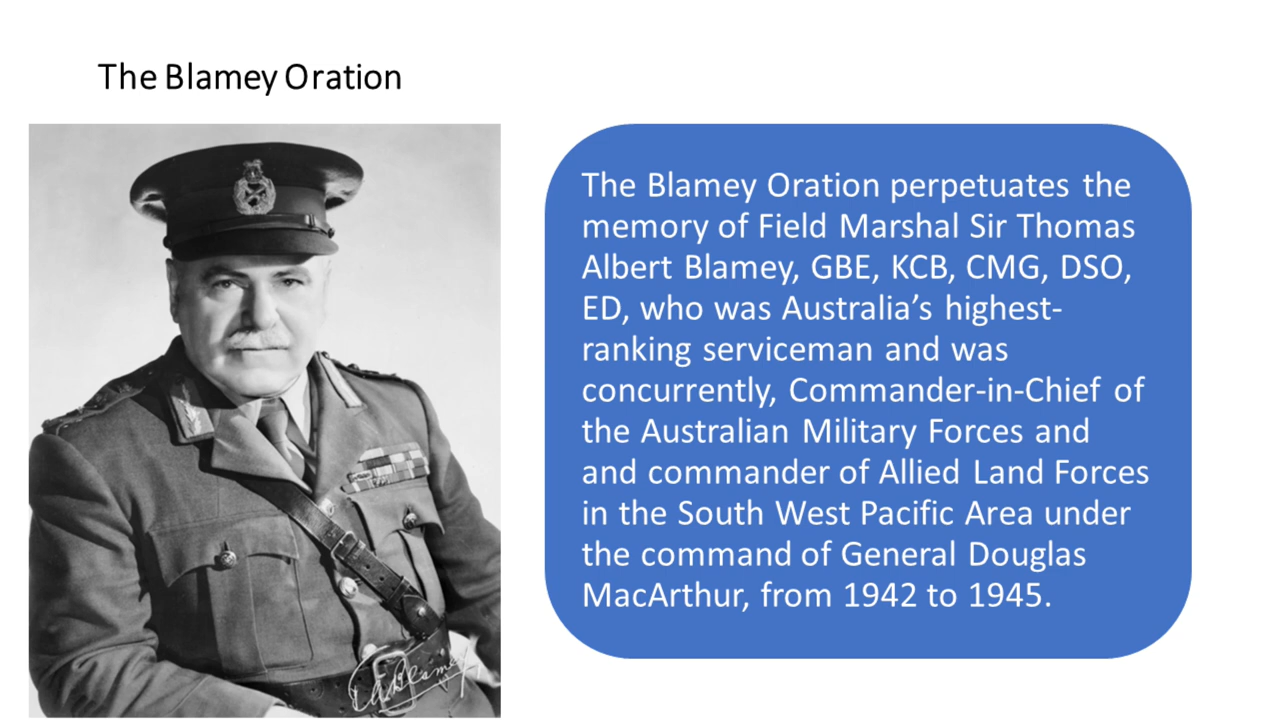 The Blamey Oration
The Blamey Oration perpetuates the
memory of Field Marshal Sir Thomas
Albert Blamey, GBE, KCB, CMG, DSO,
ED, who was Australia’s highest-
ranking serviceman and was
concurrently, Commander-in-Chief of
the Australian Military Forces and
and commander of Allied Land Forces
in the South West Pacific Area under
the command of General Douglas
MacArthur, from 1942 to 1945.
TABlamey